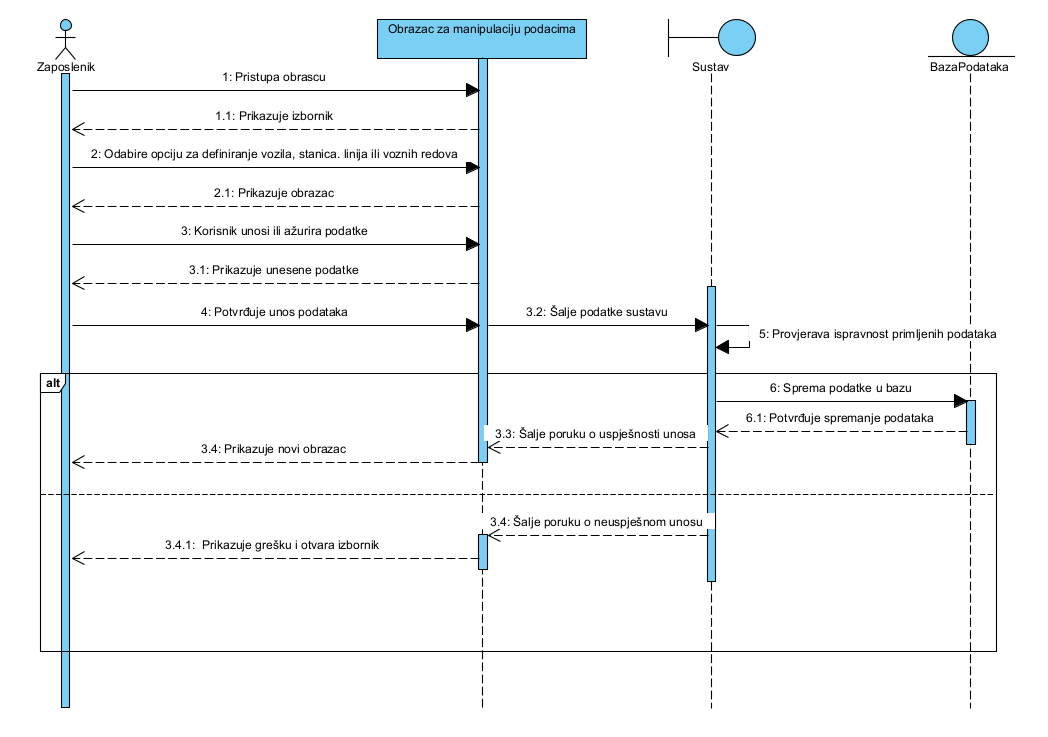 Obrazac za manipulaciju podacima
Zaposlenik
Sustav
BazaPodataka
1: Pristupa obrascu
1.1: Prikazuje izbornik
2: Odabire opciju za definiranje vozila, stanica. linija ili voznih redova
2.1: Prikazuje obrazac
3: Korisnik unosi ili ažurira podatke
3.1: Prikazuje unesene podatke
4: Potvrđuje unos podataka
3.2: Šalje podatke sustavu
5: Provjerava ispravnost primljenih podataka
alt
6: Sprema podatke u bazu
6.1: Potvrđuje spremanje podataka
3.3: Šalje poruku o uspješnosti unosa
3.4: Prikazuje novi obrazac
3.4: Šalje poruku o neuspješnom unosu
3.4.1: Prikazuje grešku i otvara izbornik